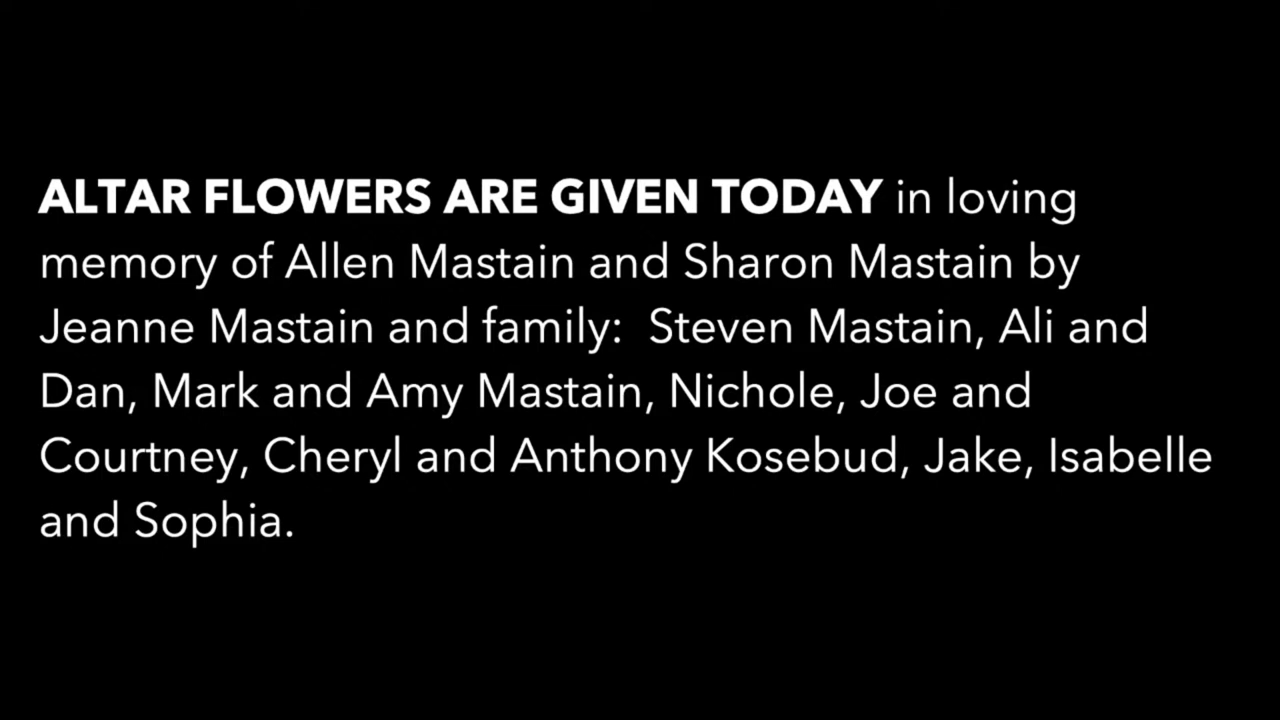 ALTAR FLOWERS ARE GIVEN TODAY in loving
memory of Allen Mastain and Sharon Mastain by
Jeanne Mastain and family:  Steven Mastain, Ali and
Dan, Mark and Amy Mastain, Nichole, Joe and
Courtney, Cheryl and Anthony Kosebud, Jake, Isabelle
and Sophia.